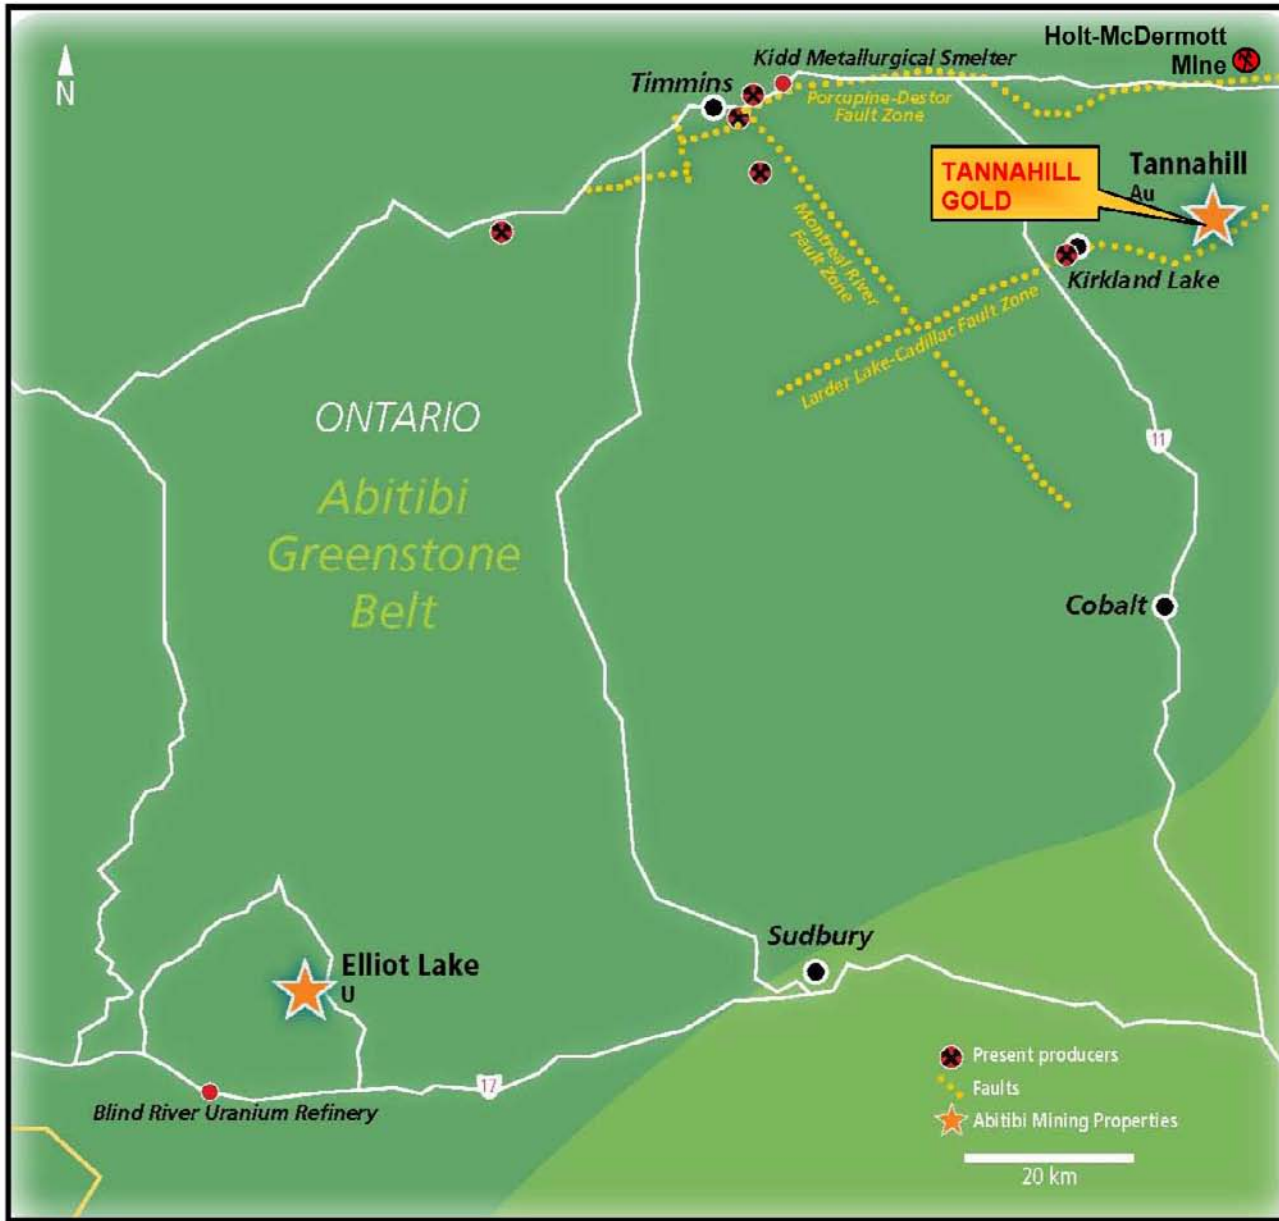 N
Holt-McDermott
MIne
Kidd Metallurgical Smelter
Timmins
Porcupine-Destor
Fault Zone
TANNAHILL
GOLD
Tannahill
Au
Montreal River
Fault Zone
Kirkland Lake
Larder Lake-Cadillac Fault Zone
ONTARIO
Abitibi
Greenstone
Belt
11
Cobalt
Sudbury
Elliot Lake
U
Present producers
17
Faults
Blind River Uranium Refinery
Abitibi Mining Properties
20 km